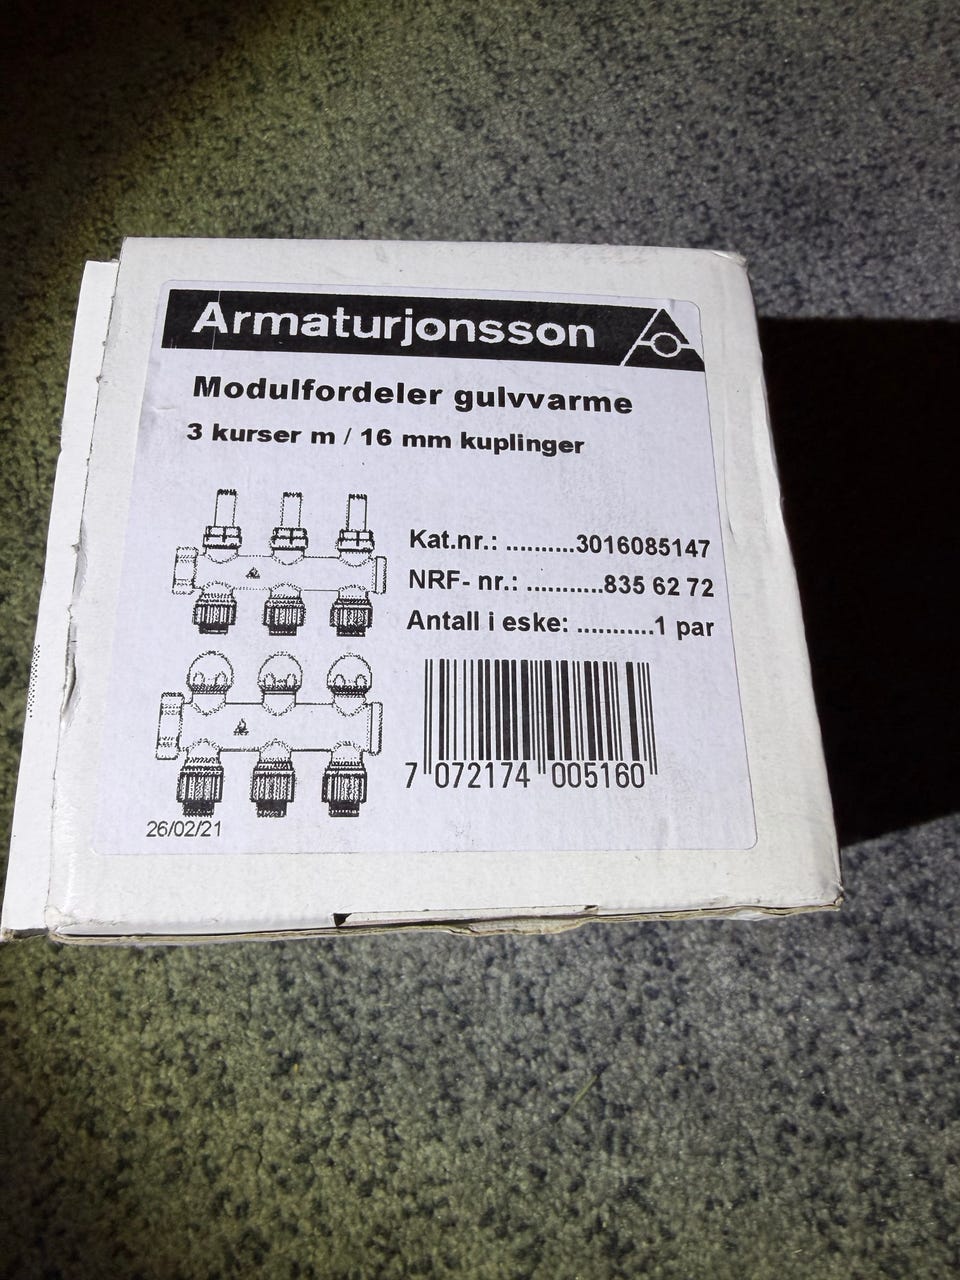 Armaturjonsson
Modulfordeler gulvvarme
3 kurser m / 16 mm kuplinger
Kat.nr.: ..........3016085147
NRF- nr.: ...........835 62 72
Antall i eske: ...........1 par
7 072174 005160
26/02/21